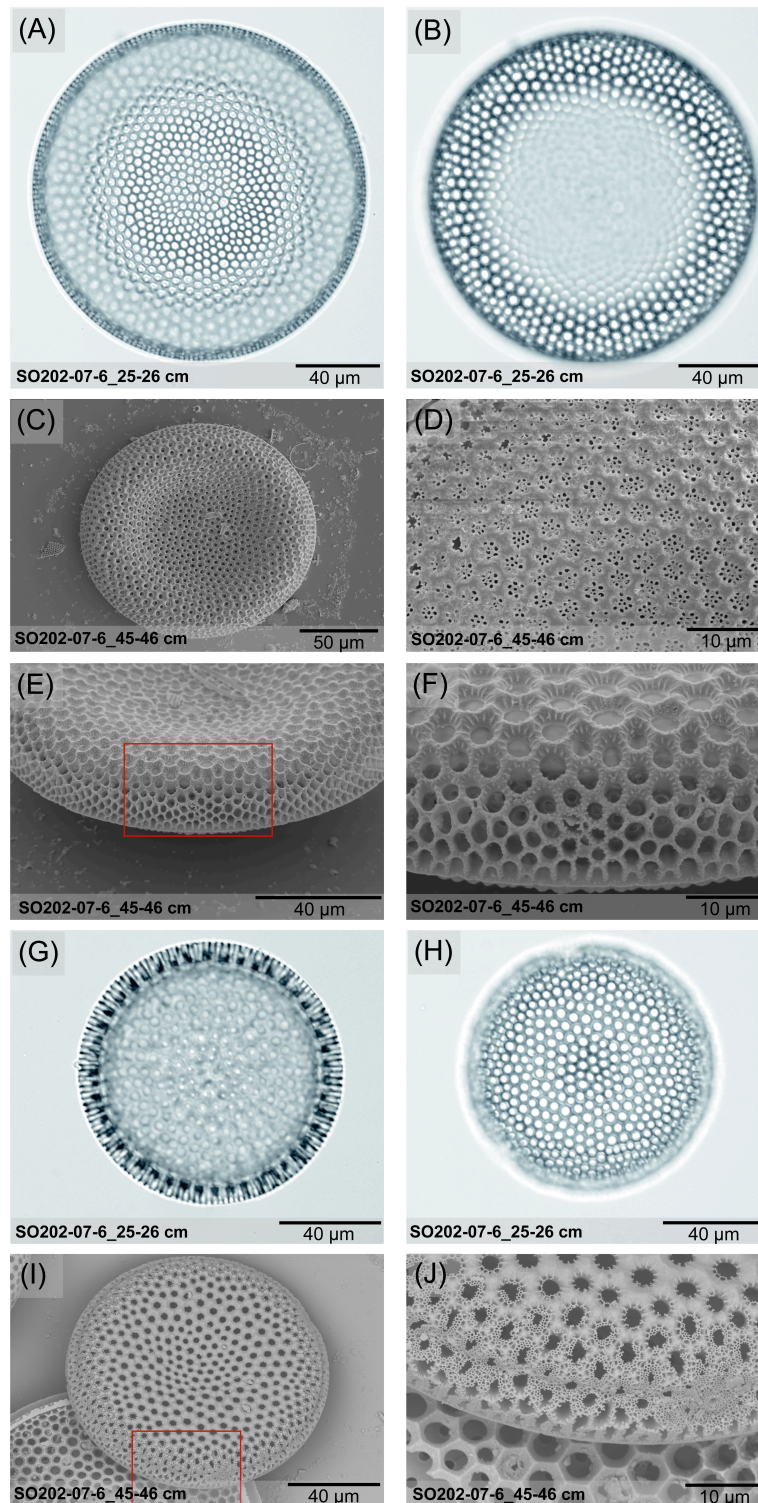 (A)
(B)
SO202-07-6_25-26 cm
40 µm
SO202-07-6_25-26 cm
40 µm
(C)
(D)
SO202-07-6_45-46 cm
50 µm
SO202-07-6_45-46 cm
10 µm
(E)
(F)
SO202-07-6_45-46 cm
40 µm
SO202-07-6_45-46 cm
10 µm
(G)
(H)
SO202-07-6_25-26 cm
40 µm
SO202-07-6_25-26 cm
40 µm
(I)
(J)
SO202-07-6_45-46 cm
40 µm
SO202-07-6_45-46 cm
10 µm